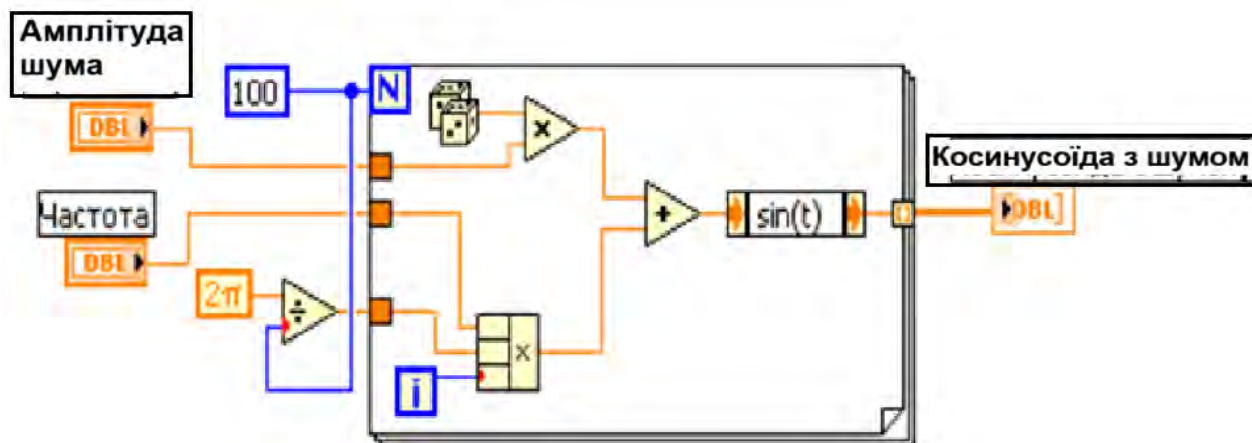 Амплітуда
шума
100
N
DBL
×
Косинусоїда з шумом
DBL
Частота
DBL
+
sin(t)
2π
÷
×
i